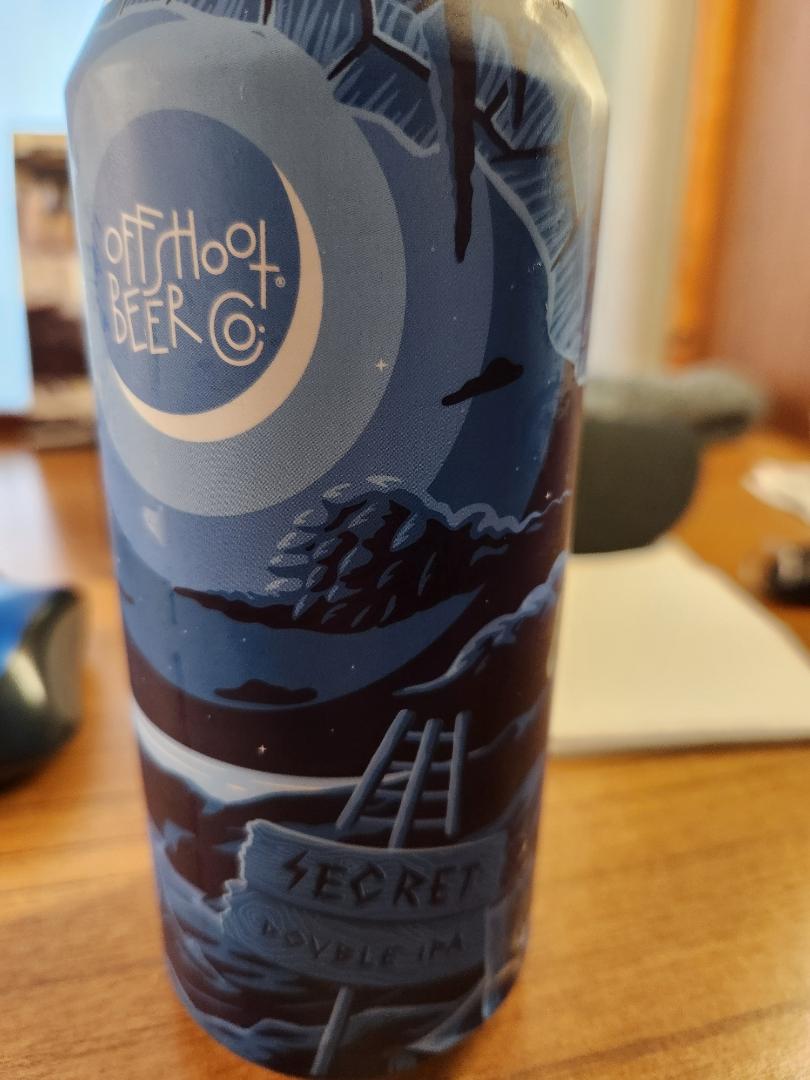 OFFSHOOT®
BEER Co.
SECRET
DOUBLE IPA